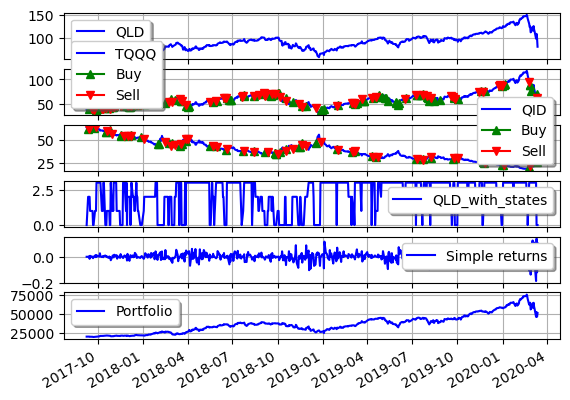 150
100
QLD
TQQQ
Buy
Sell
100
50
QID
Buy
Sell
50
25
2.5
0.0
QLD_with_states
0.0
−0.2
Simple returns
75000
50000
25000
Portfolio
2017-10
2018-01
2018-04
2018-07
2018-10
2019-01
2019-04
2019-07
2019-10
2020-01
2020-04